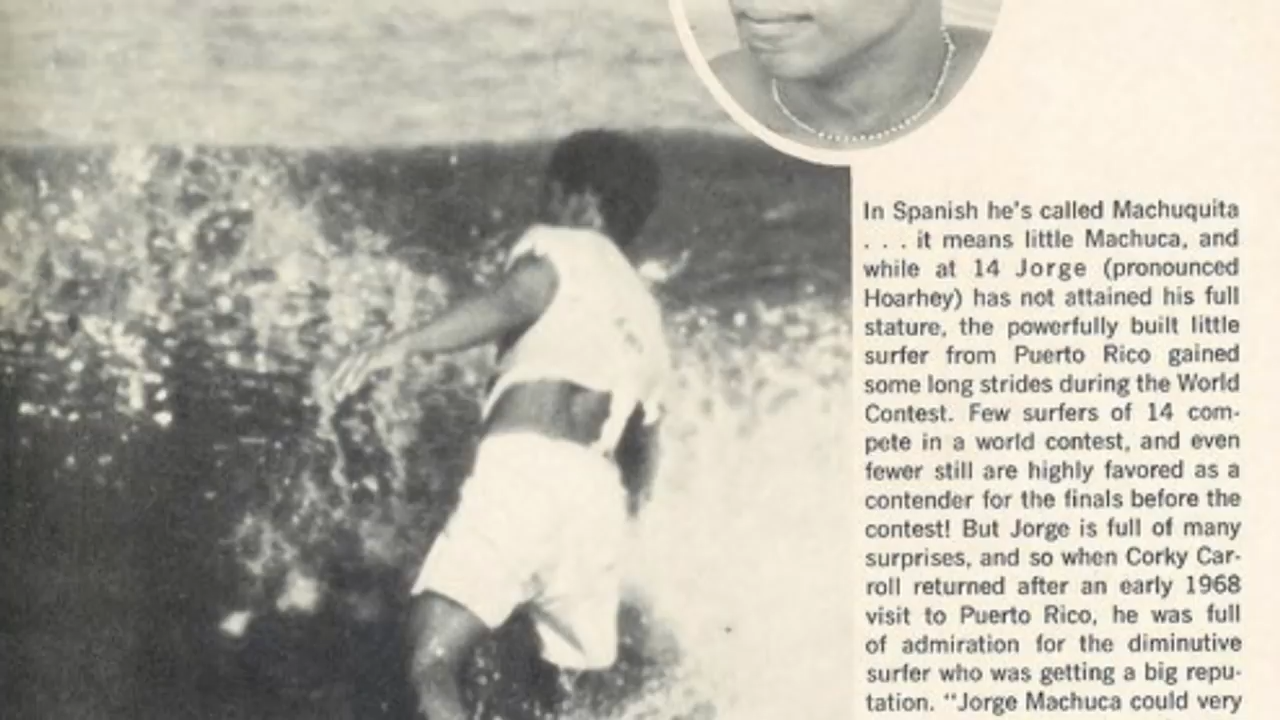 In Spanish he's called Machuquita
. . . it means little Machuca, and
while at 14 Jorge (pronounced
Hoarhey) has not attained his full
stature, the powerfully built little
surfer from Puerto Rico gained
some long strides during the World
Contest. Few surfers of 14 com-
pete in a world contest, and even
fewer still are highly favored as a
contender for the finals before the
contest! But Jorge is full of many
surprises, and so when Corky Car-
roll returned after an early 1968
visit to Puerto Rico, he was full
of admiration for the diminutive
surfer who was getting a big repu-
tation. “Jorge Machuca could very